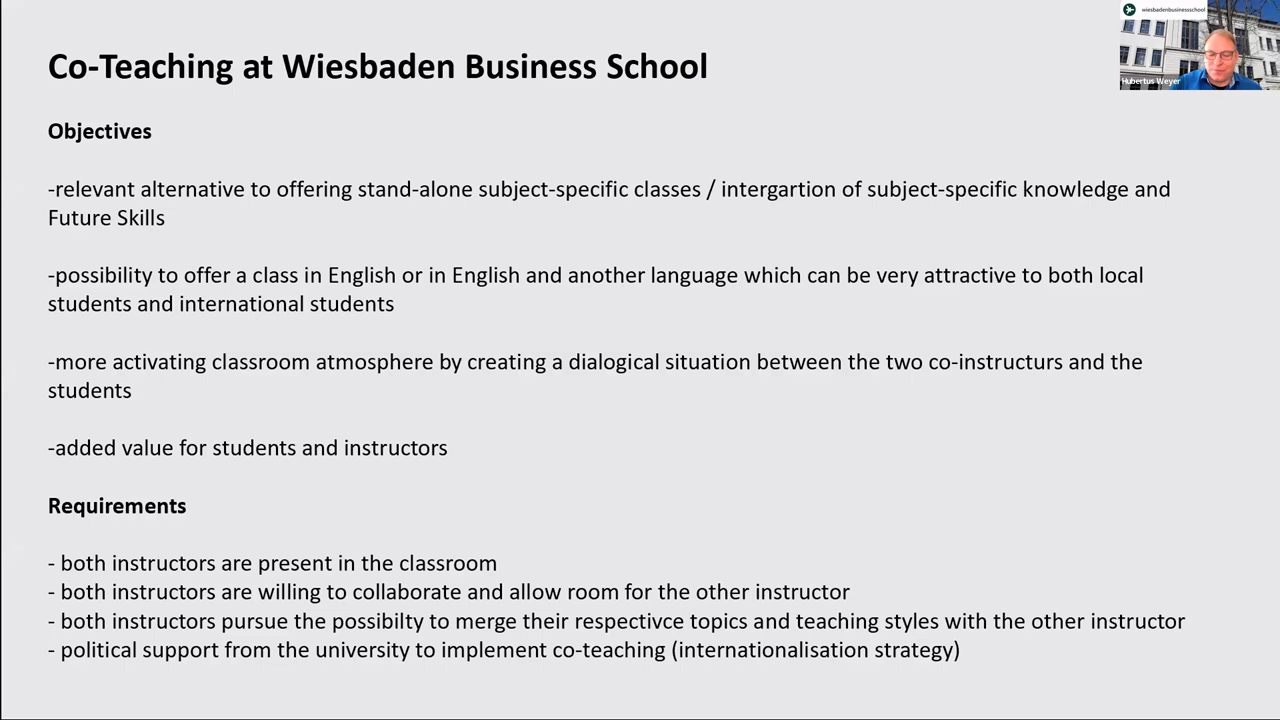 wiesbadenbusinessschool
Hubertus Weyer
Co-Teaching at Wiesbaden Business School
Objectives
-relevant alternative to offering stand-alone subject-specific classes / intergartion of subject-specific knowledge and
Future Skills
-possibility to offer a class in English or in English and another language which can be very attractive to both local
students and international students
-more activating classroom atmosphere by creating a dialogical situation between the two co-instructurs and the
students
-added value for students and instructors
Requirements
- both instructors are present in the classroom
- both instructors are willing to collaborate and allow room for the other instructor
- both instructors pursue the possibilty to merge their respectivce topics and teaching styles with the other instructor
- political support from the university to implement co-teaching (internationalisation strategy)